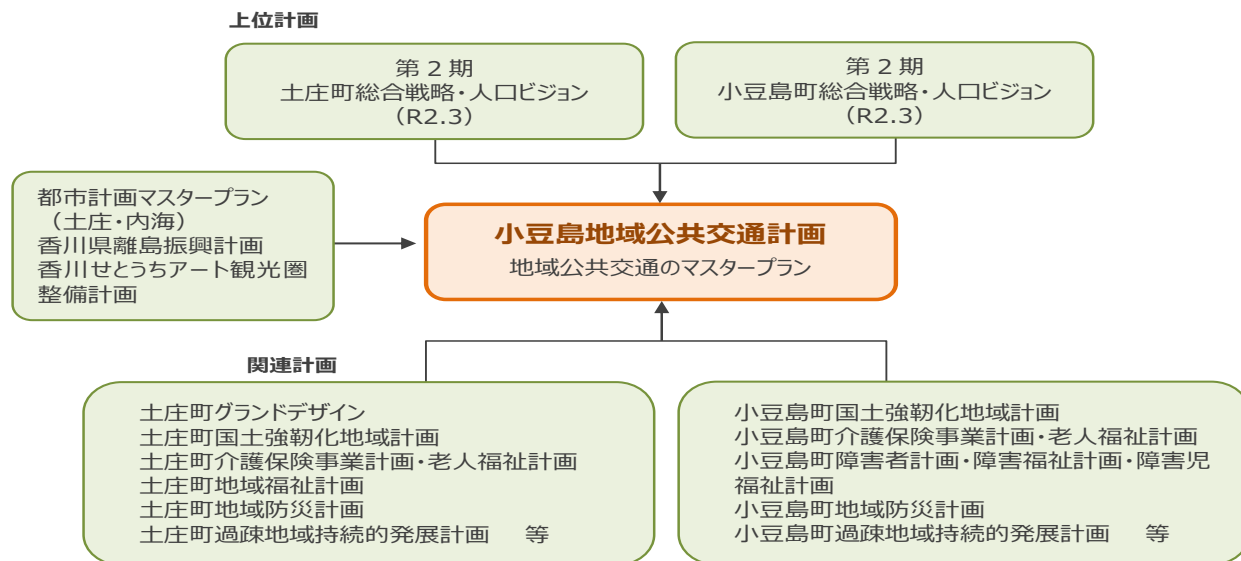 上位計画
第2期
土庄町総合戦略・人口ビジョン
(R2.3)
第2期
小豆島町総合戦略・人口ビジョン
(R2.3)
都市計画マスタープラン
(土庄・内海)
香川県離島振興計画
香川せとうちアート観光圏
整備計画
小豆島地域公共交通計画
地域公共交通のマスタープラン
関連計画
土庄町グランドデザイン
土庄町国土強靭化地域計画
土庄町介護保険事業計画・老人福祉計画
土庄町地域福祉計画
土庄町地域防災計画
土庄町過疎地域持続的発展計画 等
小豆島町国土強靭化地域計画
小豆島町介護保険事業計画・老人福祉計画
小豆島町障害者計画・障害福祉計画・障害児
福祉計画
小豆島町地域防災計画
小豆島町過疎地域持続的発展計画 等